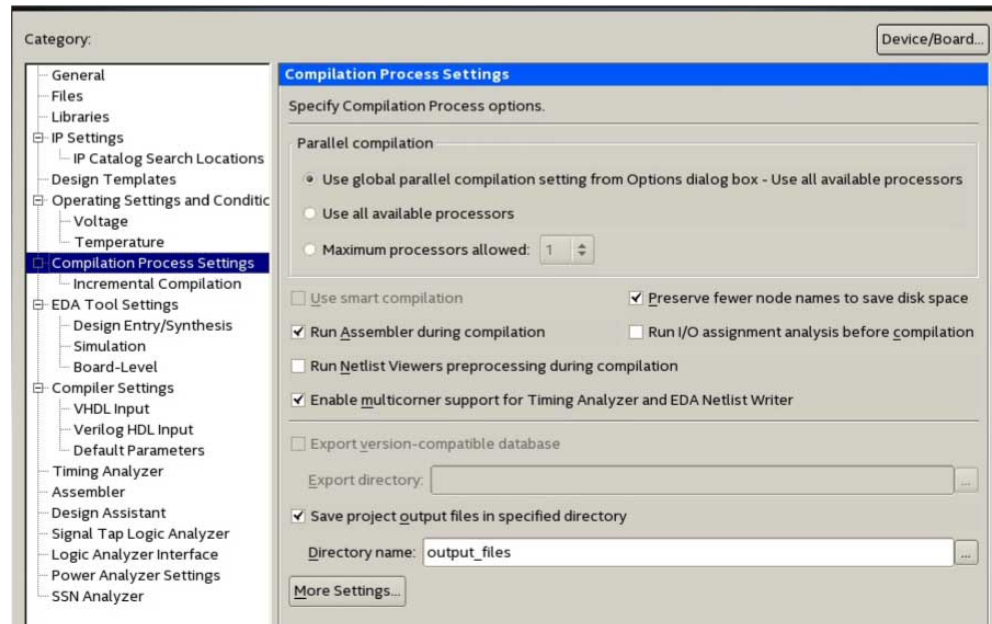 Category:
Device/Board...
General
Files
Libraries
IP Settings
IP Catalog Search Locations
Design Templates
Operating Settings and Conditic
Voltage
Temperature
Compilation Process Settings
Incremental Compilation
EDA Tool Settings
Design Entry/Synthesis
Simulation
Board-Level
Compiler Settings
VHDL Input
Verilog HDL Input
Default Parameters
Timing Analyzer
Assembler
Design Assistant
Signal Tap Logic Analyzer
Logic Analyzer Interface
Power Analyzer Settings
SSN Analyzer
Compilation Process Settings
Specify Compilation Process options.
Parallel compilation
Use global parallel compilation setting from Options dialog box - Use all available processors
Use all available processors
Maximum processors allowed: 1
Use smart compilation
Preserve fewer node names to save disk space
Run Assembler during compilation
Run I/O assignment analysis before compilation
Run Netlist Viewers preprocessing during compilation
Enable multicorner support for Timing Analyzer and EDA Netlist Writer
Export version-compatible database
Export directory: ...
Save project output files in specified directory
Directory name: output_files ...
More Settings...